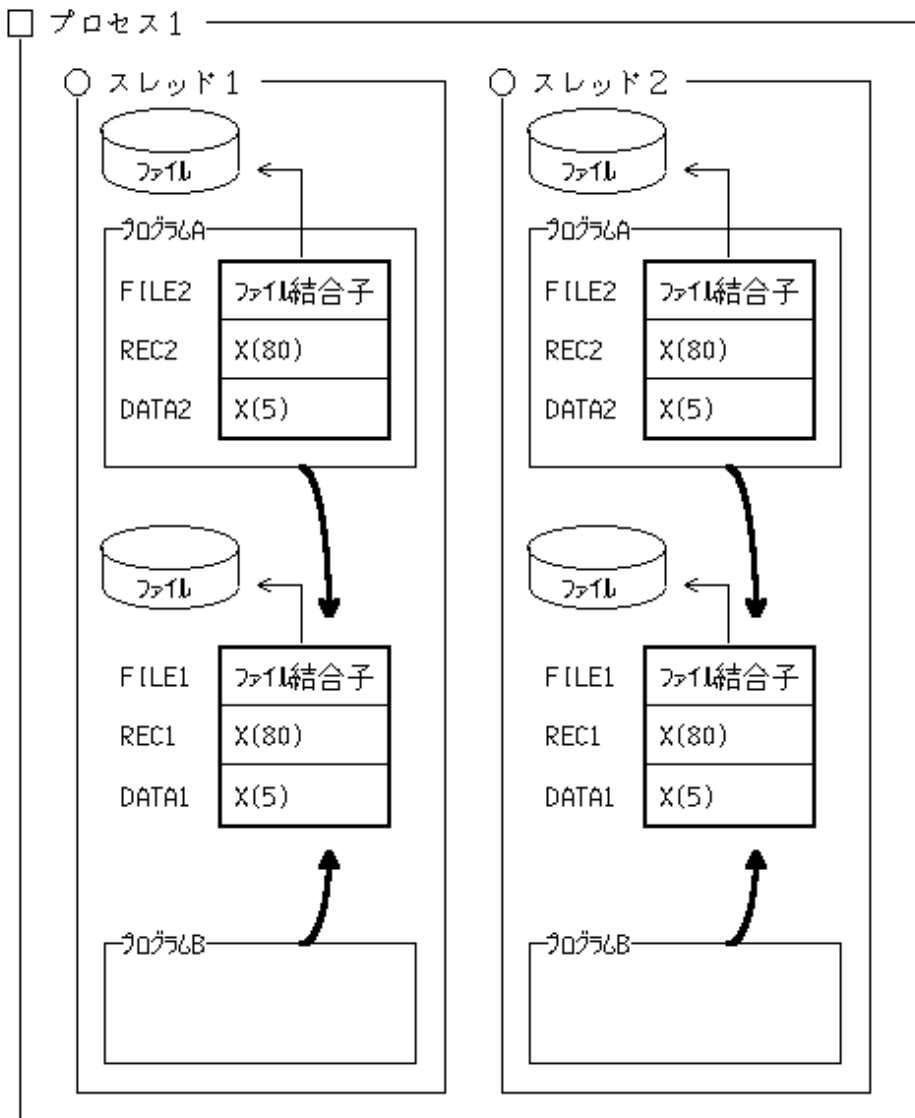 プロセス1
スレッド1
ファイル
プログラムA
FILE2 ファイル結合子
REC2 X(80)
DATA2 X(5)
ファイル
FILE1 ファイル結合子
REC1 X(80)
DATA1 X(5)
プログラムB
スレッド2
ファイル
プログラムA
FILE2 ファイル結合子
REC2 X(80)
DATA2 X(5)
ファイル
FILE1 ファイル結合子
REC1 X(80)
DATA1 X(5)
プログラムB